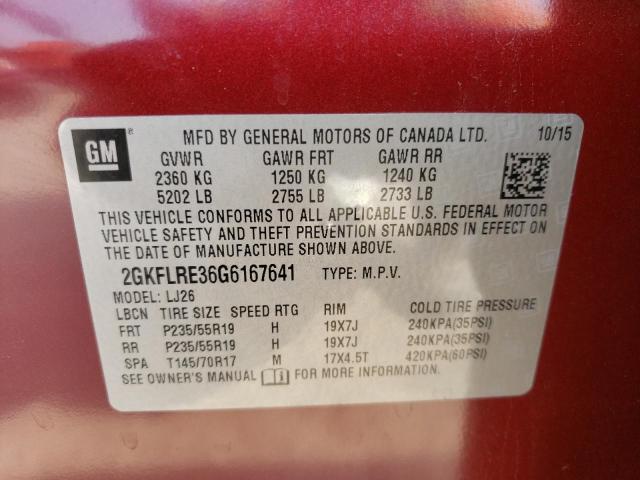 GM ® MFD BY GENERAL MOTORS OF CANADA LTD. 10/15
GVWR GAWR FRT GAWR RR
2360 KG 1250 KG 1240 KG
5202 LB 2755 LB 2733 LB
THIS VEHICLE CONFORMS TO ALL APPLICABLE U.S. FEDERAL MOTOR
VEHICLE SAFETY AND THEFT PREVENTION STANDARDS IN EFFECT ON
THE DATE OF MANUFACTURE SHOWN ABOVE.
2GKFLRE36G6167641 TYPE: M.P.V.
MODEL: LJ26
LBCN TIRE SIZE SPEED RTG RIM COLD TIRE PRESSURE
FRT P235/55R19 H 19X7J 240KPA(35PSI)
RR P235/55R19 H 19X7J 240KPA(35PSI)
SPA T145/70R17 M 17X4.5T 420KPA(60PSI)
SEE OWNER'S MANUAL FOR MORE INFORMATION.